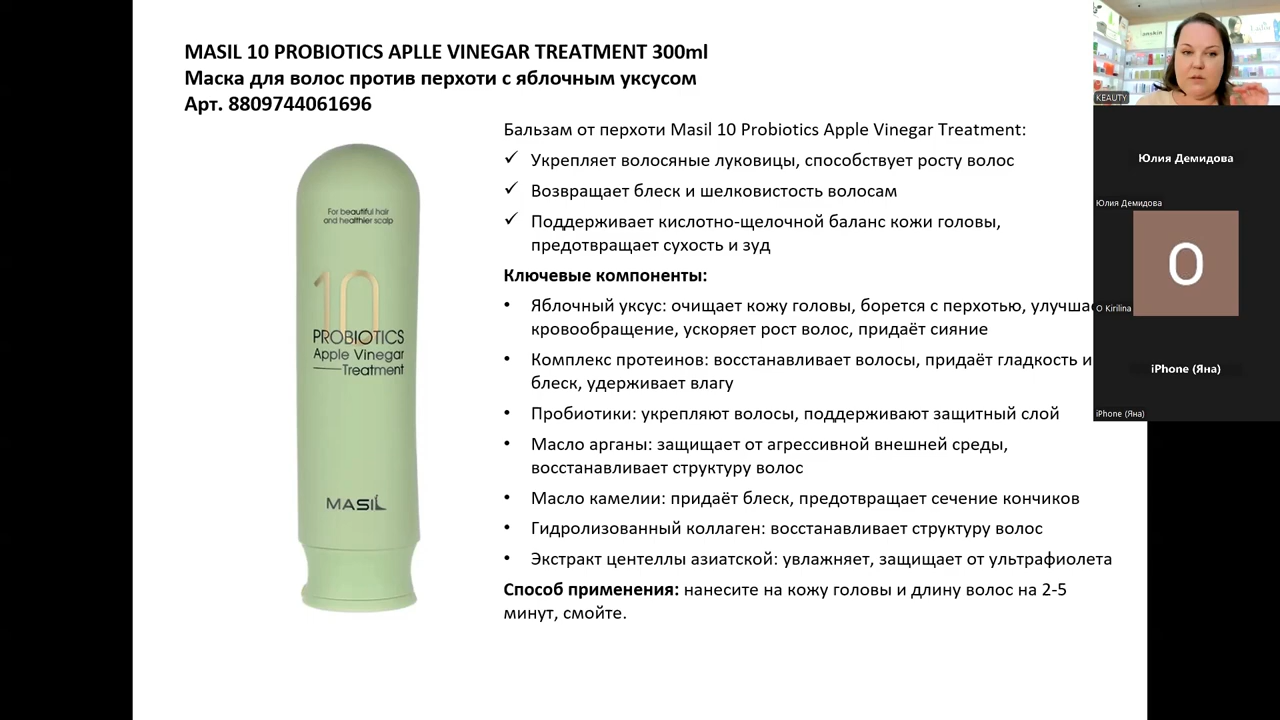 MASIL 10 PROBIOTICS APLLE VINEGAR TREATMENT 300ml
Маска для волос против перхоти с яблочным уксусом
Арт. 8809744061696
For beautiful hair
and healthier scalp
10
PROBIOTICS
Apple Vinegar
Treatment
MASIL
Бальзам от перхоти Masil 10 Probiotics Apple Vinegar Treatment:
✓ Укрепляет волосяные луковицы, способствует росту волос
✓ Возвращает блеск и шелковистость волосам
✓ Поддерживает кислотно-щелочной баланс кожи головы,
предотвращает сухость и зуд
Ключевые компоненты:
• Яблочный уксус: очищает кожу головы, борется с перхотью, улучша
кровообращение, ускоряет рост волос, придаёт сияние
• Комплекс протеинов: восстанавливает волосы, придаёт гладкость и
блеск, удерживает влагу
• Пробиотики: укрепляют волосы, поддерживают защитный слой
• Масло арганы: защищает от агрессивной внешней среды,
восстанавливает структуру волос
• Масло камелии: придаёт блеск, предотвращает сечение кончиков
• Гидролизованный коллаген: восстанавливает структуру волос
• Экстракт центеллы азиатской: увлажняет, защищает от ультрафиолета
Способ применения: нанесите на кожу головы и длину волос на 2-5
минут, смойте.
KEAUTY
Юлия Демидова
Юлия Демидова
O
O Kirilina
iPhone (Яна)
iPhone (Яна)